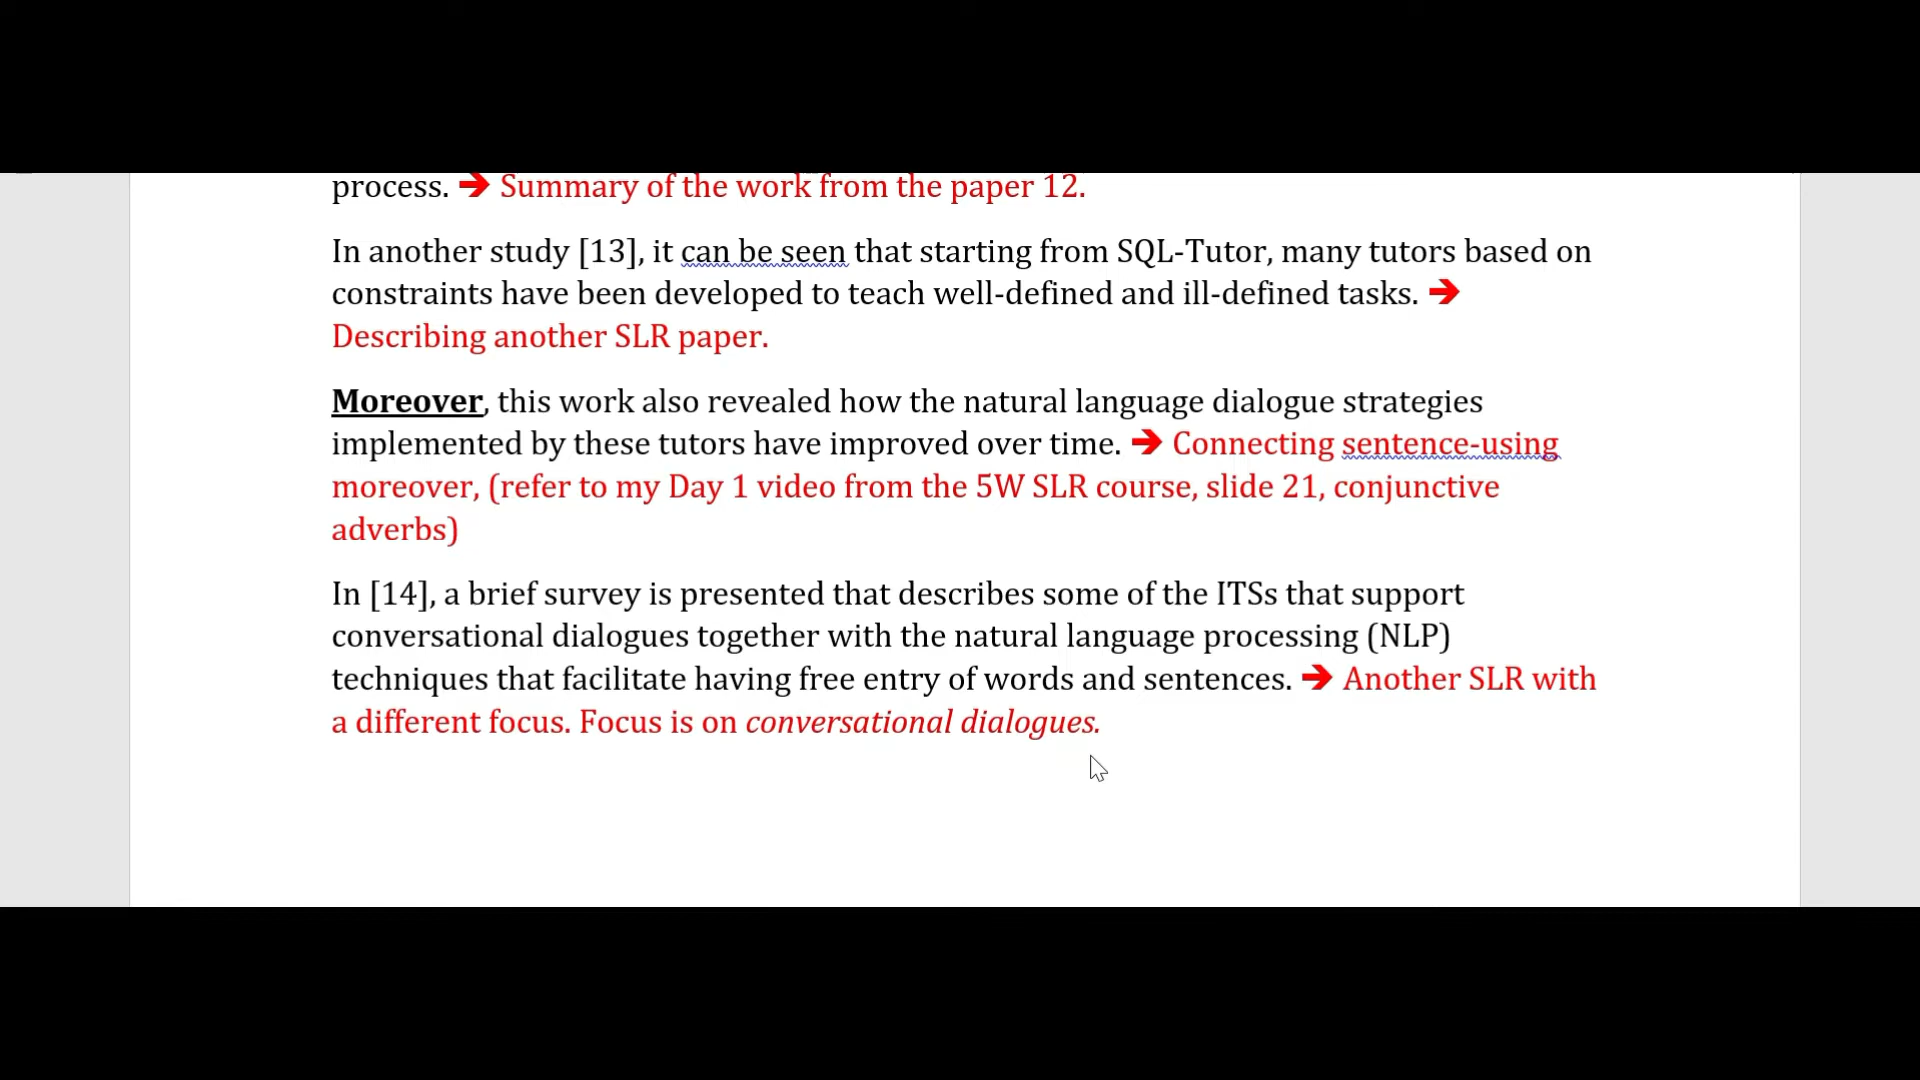 process. ➔ Summary of the work from the paper 12.
In another study [13], it can be seen that starting from SQL-Tutor, many tutors based on
constraints have been developed to teach well-defined and ill-defined tasks. ➔
Describing another SLR paper.
Moreover, this work also revealed how the natural language dialogue strategies
implemented by these tutors have improved over time. ➔ Connecting sentence-using
moreover, (refer to my Day 1 video from the 5W SLR course, slide 21, conjunctive
adverbs)
In [14], a brief survey is presented that describes some of the ITSs that support
conversational dialogues together with the natural language processing (NLP)
techniques that facilitate having free entry of words and sentences. ➔ Another SLR with
a different focus. Focus is on conversational dialogues.